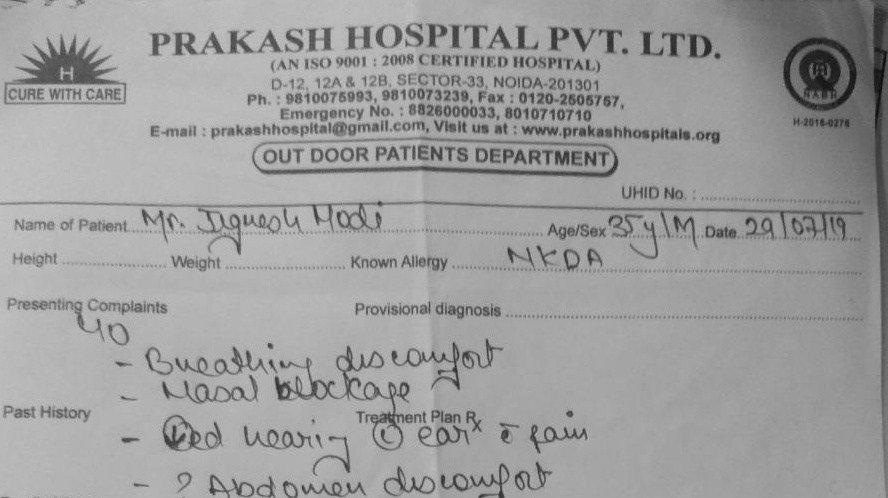 PRAKASH HOSPITAL PVT. LTD.
(AN ISO 9001 : 2008 CERTIFIED HOSPITAL)
H
CURE WITH CARE
D-12, 12A & 12B, SECTOR-33, NOIDA-201301
Ph. : 9810075993, 9810073239, Fax : 0120-2505757,
Emergency No. : 8826000033, 8010710710
E-mail : prakashhospital@gmail.com, Visit us at : www.prakashhospitals.org
NABH
H-2016-0276
OUT DOOR PATIENTS DEPARTMENT
UHID No. :
Name of Patient Mr. Jignesh Modi Age/Sex 35y/M Date 29/07/19
Height Weight Known Allergy NKDA
Presenting Complaints Provisional diagnosis
- Breathing discomfort
- Nasal blockage
Past History Treatment Plan Rx
- ↓ed hearing ear c̄ pain
- ? Abdomen discomfort